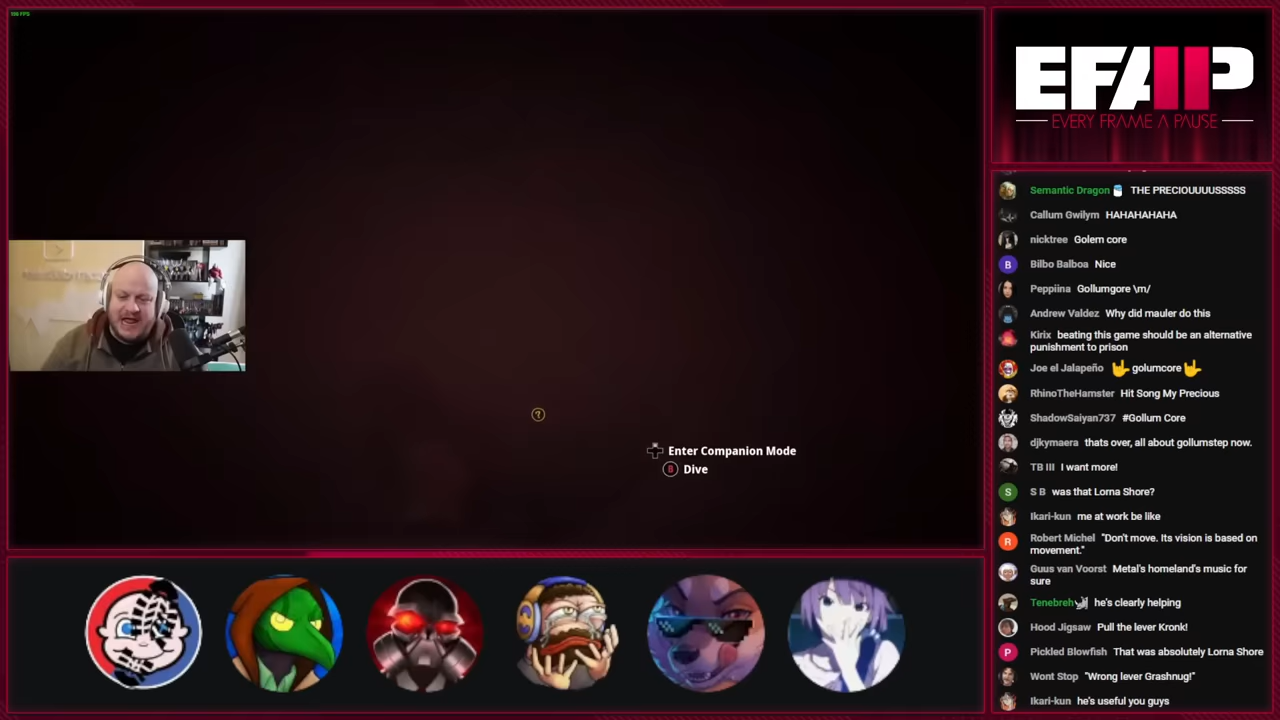 196 FPS
EFAP
EVERY FRAME A PAUSE
Semantic Dragon THE PRECIOUUUUSSSSS
Callum Gwilym HAHAHAHAHA
nicktree Golem core
B Bilbo Balboa Nice
Peppiina Gollumgore \m/
Andrew Valdez Why did mauler do this
Kirix beating this game should be an alternative
punishment to prison
Joe el Jalapeño 🤟 golumcore 🤟
RhinoTheHamster Hit Song My Precious
ShadowSaiyan737 #Gollum Core
djkymaera thats over, all about gollumstep now.
TB III I want more!
S S B was that Lorna Shore?
Ikari-kun me at work be like
R Robert Michel "Don't move. Its vision is based on
movement."
Guus van Voorst Metal's homeland's music for
sure
Tenebreh he's clearly helping
Hood Jigsaw Pull the lever Kronk!
P Pickled Blowfish That was absolutely Lorna Shore
Wont Stop "Wrong lever Grashnug!"
Ikari-kun he's useful you guys
?
Enter Companion Mode
B Dive